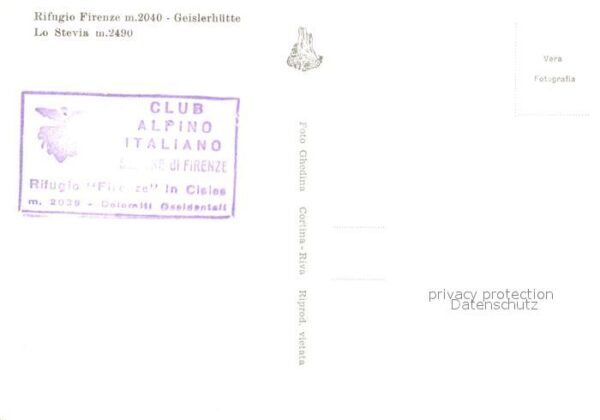 Rifugio Firenze m.2040 - Geislerhütte
Lo Stevia m.2490
CLUB
ALPINO
ITALIANO
di FIRENZE
Rifugio "Firenze" in Cisles
m. 2039 - Dolomiti Occidentali
Foto Ghedina Cortina - Riva Riprod. vietata
Vera
Fotografia
privacy protection
Datenschutz